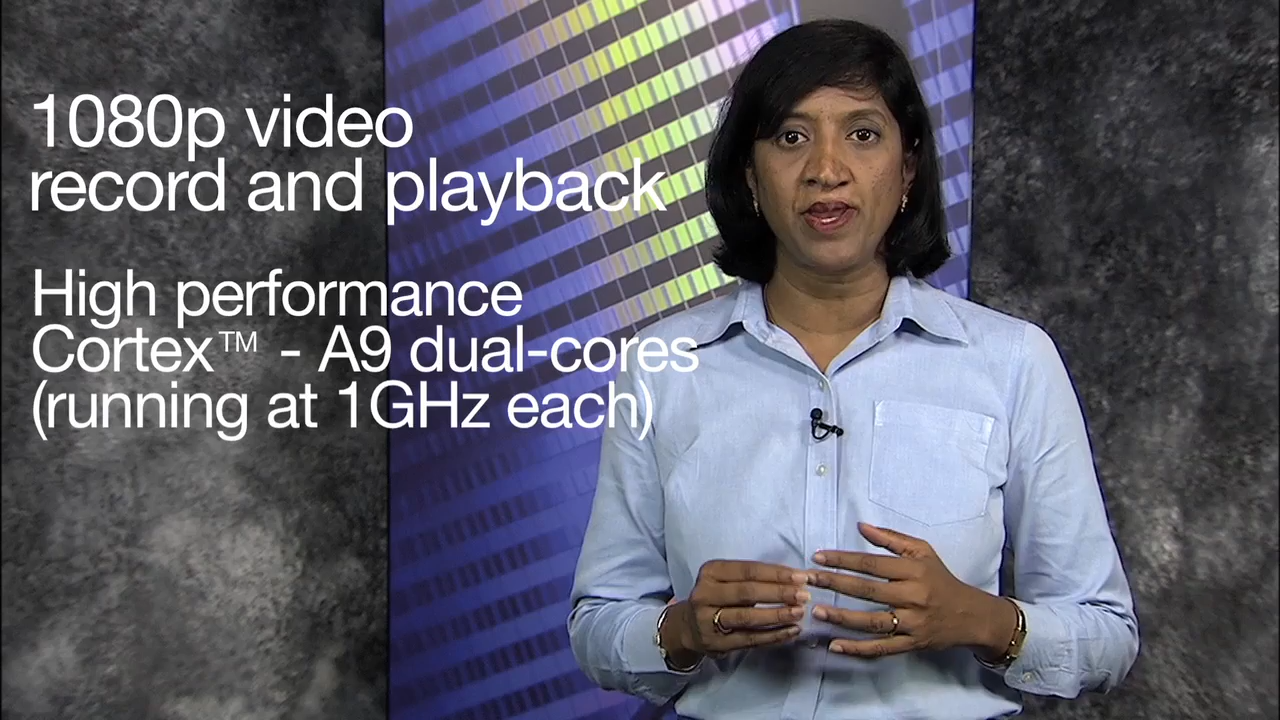 1080p video
record and playback
High performance
Cortex™ - A9 dual-cores
(running at 1GHz each)